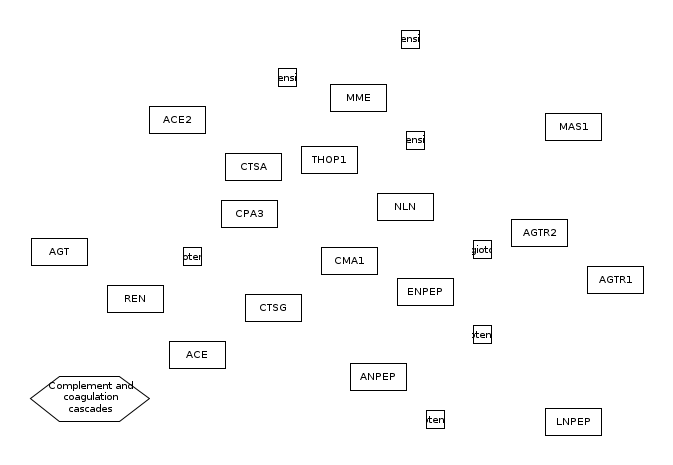 ensi
ensi
MME
ACE2
MAS1
ensi
THOP1
CTSA
NLN
CPA3
AGTR2
AGT
oten
CMA1
gioto
AGTR1
ENPEP
REN
CTSG
oten
ACE
ANPEP
Complement and
coagulation
cascades
oten
LNPEP